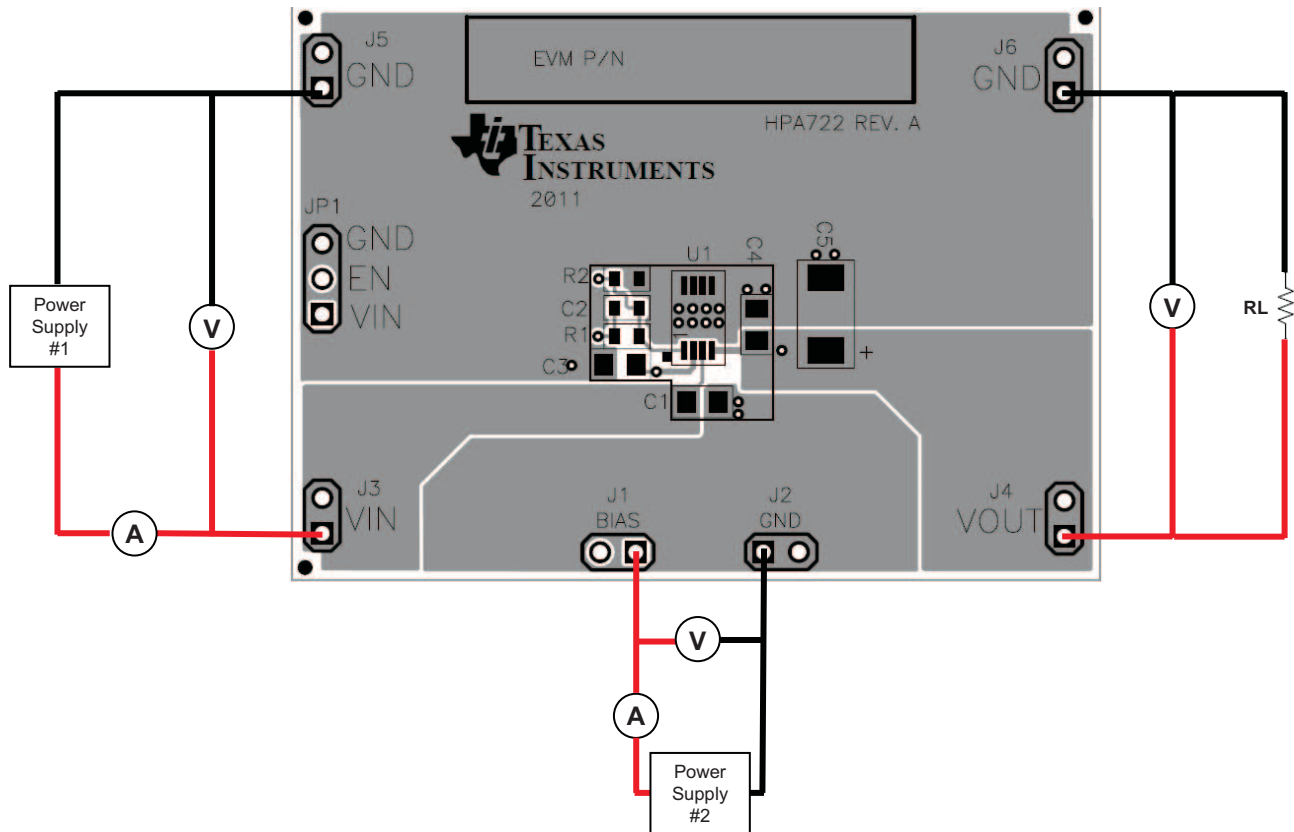 J5
GND
EVM P/N
J6
GND
HPA722 REV. A
TEXAS
INSTRUMENTS
2011
JP1
GND
EN
VIN
Power
Supply
#1
V
U1
C4
C5
R2
C2
R1
1
C3
+
C1
V
RL
J3
VIN
A
J1
BIAS
J2
GND
J4
VOUT
V
A
Power
Supply
#2